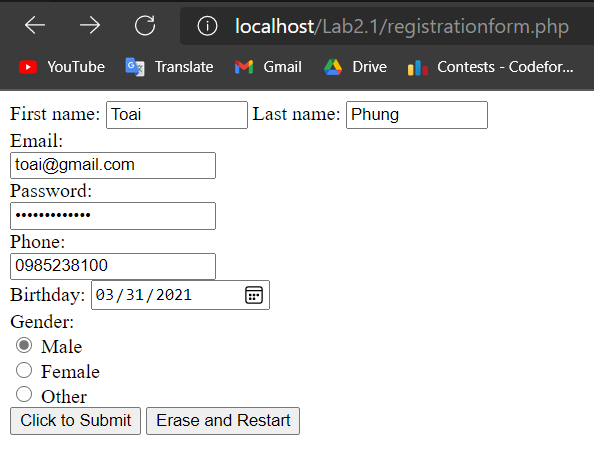 localhost/Lab2.1/registrationform.php
YouTube Translate Gmail Drive Contests - Codefor...
First name: Toai Last name: Phung
Email:
toai@gmail.com
Password:
•••••••••••••
Phone:
0985238100
Birthday: 03/31/2021
Gender:
Male
Female
Other
Click to Submit Erase and Restart